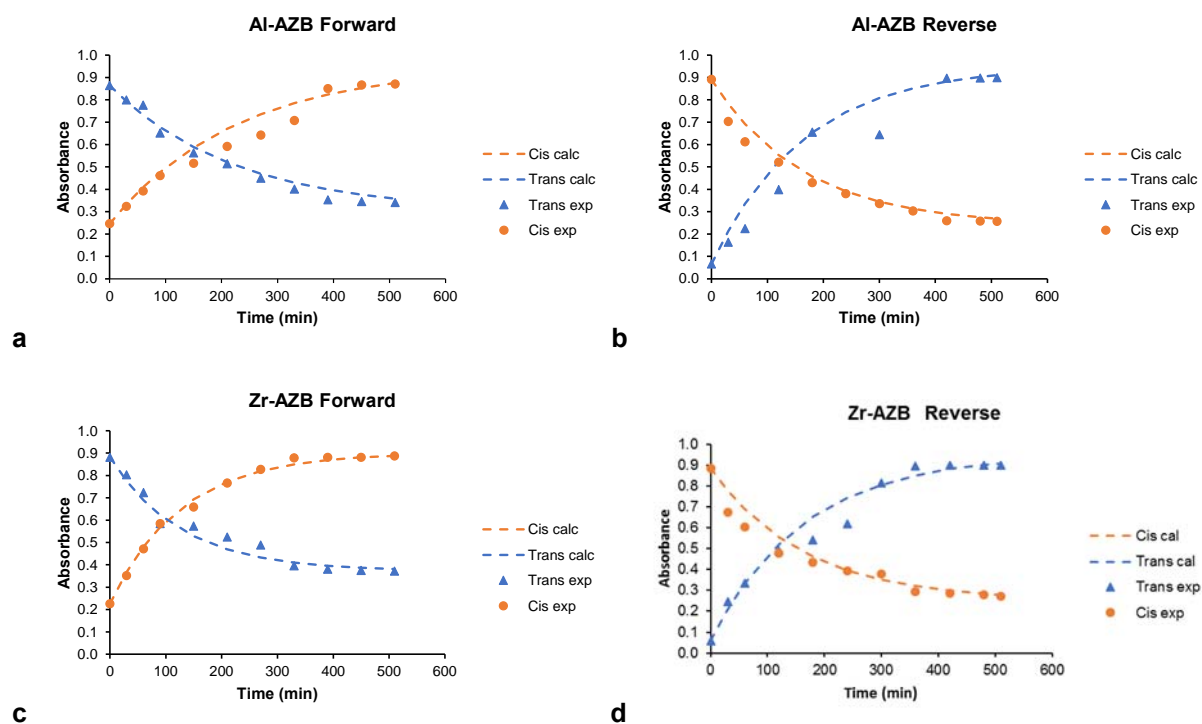 Al-AZB Forward
1.0
0.9
0.8
0.7
0.6
0.5
0.4
0.3
0.2
0.1
0.0
Absorbance
0 100 200 300 400 500 600
Time (min)
Cis calc
Trans calc
Trans exp
Cis exp
a
Al-AZB Reverse
1.0
0.9
0.8
0.7
0.6
0.5
0.4
0.3
0.2
0.1
0.0
Absorbance
0 100 200 300 400 500 600
Time (min)
Cis calc
Trans calc
Trans exp
Cis exp
b
Zr-AZB Forward
1.0
0.9
0.8
0.7
0.6
0.5
0.4
0.3
0.2
0.1
0.0
Absorbance
0 100 200 300 400 500 600
Time (min)
Cis calc
Trans calc
Trans exp
Cis exp
c
Zr-AZB Reverse
1.0
0.9
0.8
0.7
0.6
0.5
0.4
0.3
0.2
0.1
0.0
Absorbance
0 100 200 300 400 500 600
Time (min)
Cis cal
Trans cal
Trans exp
Cis exp
d